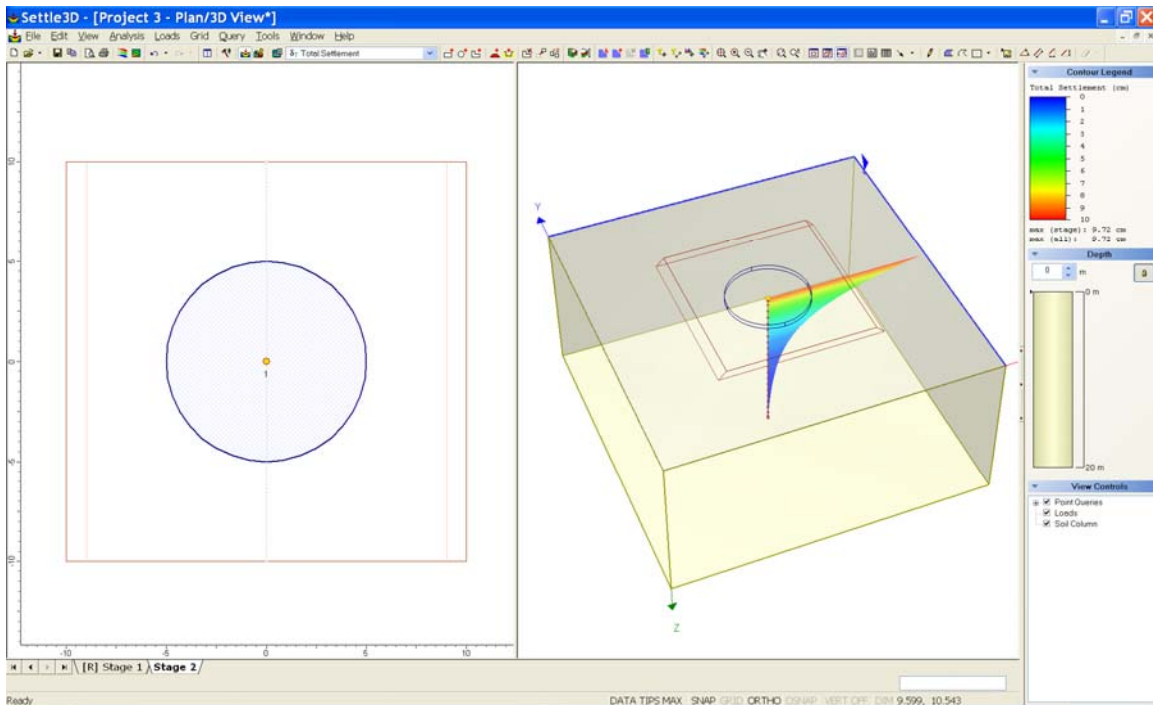 Settle3D - [Project 3 - Plan/3D View*]
File Edit View Analysis Loads Grid Query Tools Window Help
δT Total Settlement
Contour Legend
Total Settlement (cm)
0
1
2
3
4
5
6
7
8
9
10
max (stage): 9.72 cm
max (all): 9.72 cm
Depth
0 m
0 m
20 m
View Controls
Point Queries
Loads
Soil Column
10
5
0
-5
-10
1
-10 -5 0 5 10
Y
Z
[R] Stage 1 Stage 2
Ready
DATA TIPS MAX SNAP GRID ORTHO OSNAP VERT OFF DIM 9.599, 10.543